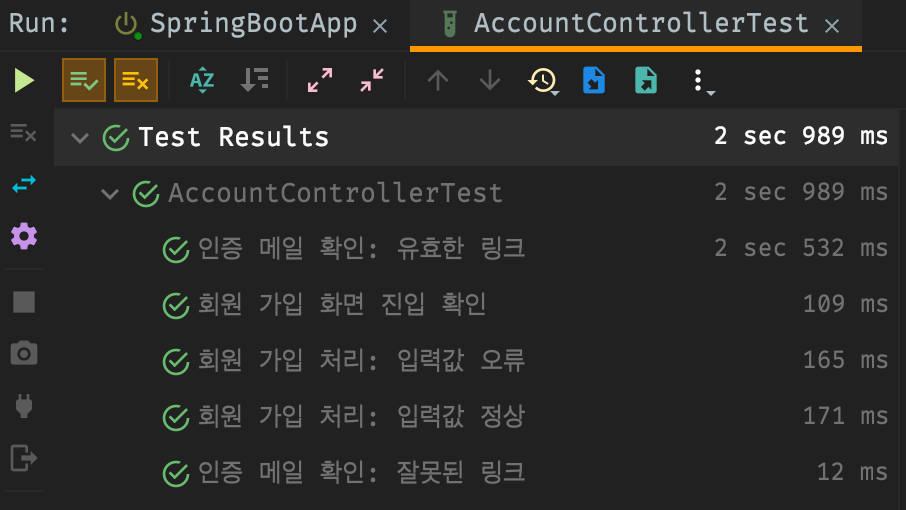 Run: SpringBootApp × AccountControllerTest ×
Test Results 2 sec 989 ms
AccountControllerTest 2 sec 989 ms
인증 메일 확인: 유효한 링크 2 sec 532 ms
회원 가입 화면 진입 확인 109 ms
회원 가입 처리: 입력값 오류 165 ms
회원 가입 처리: 입력값 정상 171 ms
인증 메일 확인: 잘못된 링크 12 ms